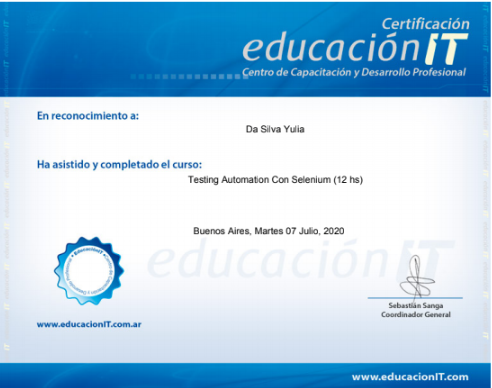 Certificación
educaciónIT
Centro de Capacitación y Desarrollo Profesional
En reconocimiento a:
Da Silva Yulia
Ha asistido y completado el curso:
Testing Automation Con Selenium (12 hs)
Buenos Aires, Martes 07 Julio, 2020
educaciónIT
EducacionIT
Sebastián Sanga
Coordinador General
www.educacionIT.com.ar
www.educacionIT.com